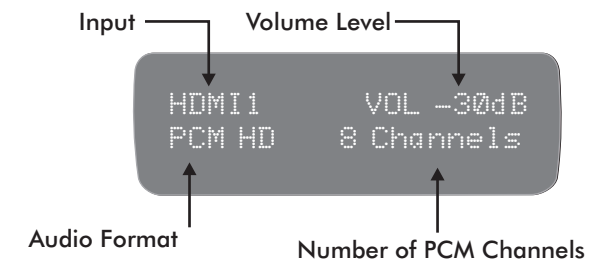 Input Volume Level
HDMI1 VOL -30dB
PCM HD 8 Channels
Audio Format
Number of PCM Channels